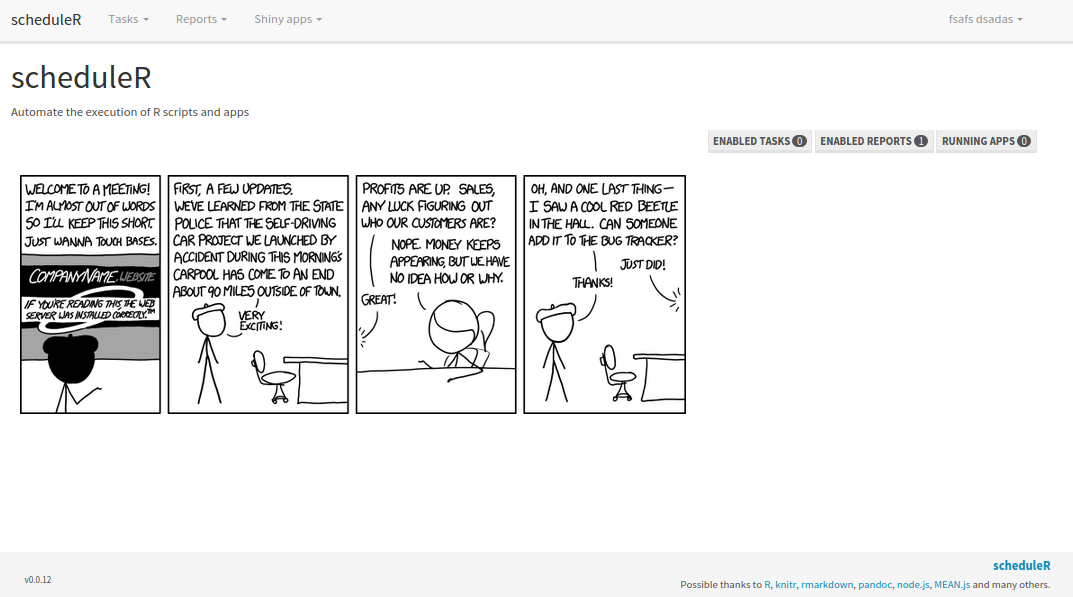 scheduleR Tasks Reports Shiny apps fsafs dsadas
scheduleR
Automate the execution of R scripts and apps
ENABLED TASKS 0 ENABLED REPORTS 1 RUNNING APPS 0
WELCOME TO A MEETING!
I'M ALMOST OUT OF WORDS
SO I'LL KEEP THIS SHORT.
JUST WANNA TOUCH BASES.
COMPANYNAME.WEBSITE
IF YOU'RE READING THIS, THE WEB
SERVER WAS INSTALLED CORRECTLY.™
FIRST, A FEW UPDATES.
WE'VE LEARNED FROM THE STATE
POLICE THAT THE SELF-DRIVING
CAR PROJECT WE LAUNCHED BY
ACCIDENT DURING THIS MORNING'S
CARPOOL HAS COME TO AN END
ABOUT 90 MILES OUTSIDE OF TOWN.
VERY
EXCITING!
PROFITS ARE UP. SALES,
ANY LUCK FIGURING OUT
WHO OUR CUSTOMERS ARE?
NOPE. MONEY KEEPS
APPEARING, BUT WE HAVE
NO IDEA HOW OR WHY.
GREAT!
OH, AND ONE LAST THING—
I SAW A COOL RED BEETLE
IN THE HALL. CAN SOMEONE
ADD IT TO THE BUG TRACKER?
JUST DID!
THANKS!
scheduleR
v0.0.12
Possible thanks to R, knitr, rmarkdown, pandoc, node.js, MEAN.js and many others.